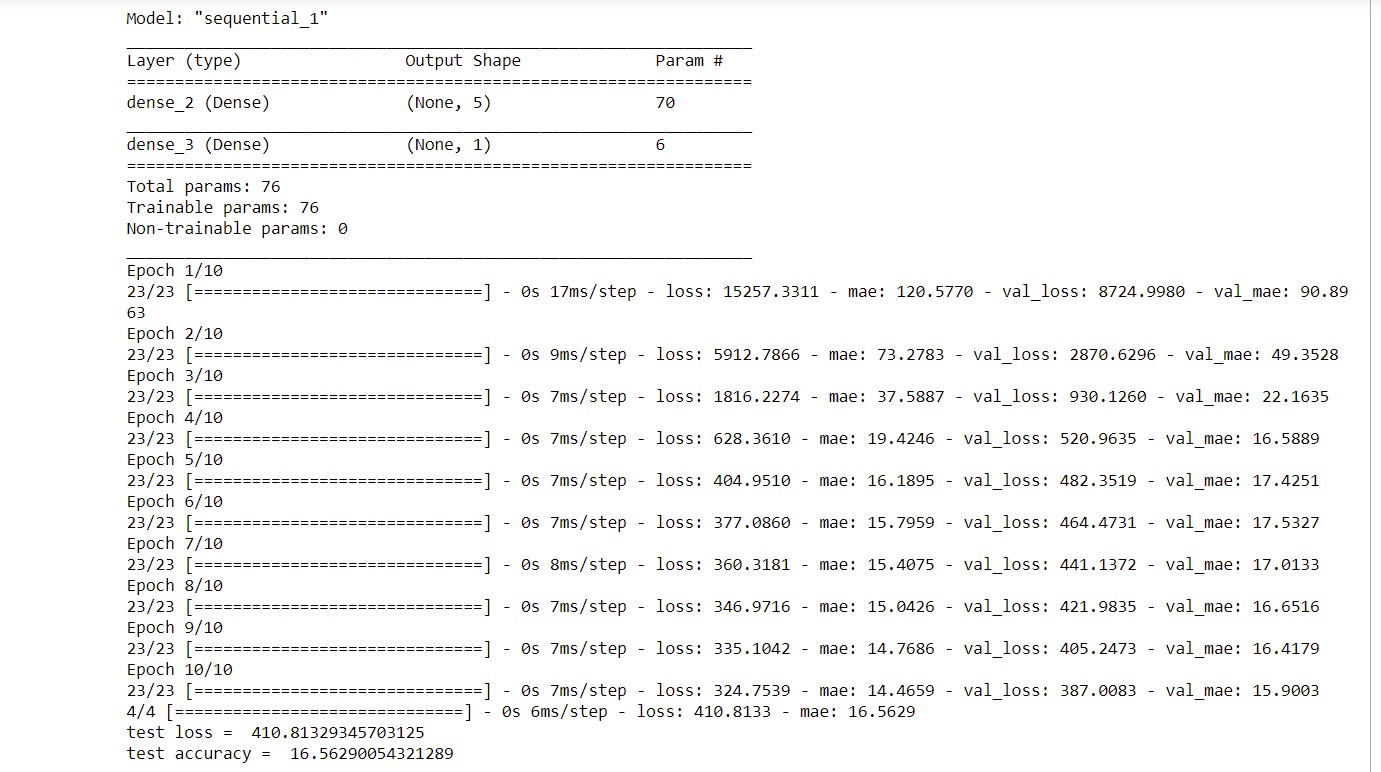 Model: "sequential_1"
Layer (type) Output Shape Param #
dense_2 (Dense) (None, 5) 70
dense_3 (Dense) (None, 1) 6
Total params: 76
Trainable params: 76
Non-trainable params: 0
Epoch 1/10
23/23 [==============================] - 0s 17ms/step - loss: 15257.3311 - mae: 120.5770 - val_loss: 8724.9980 - val_mae: 90.89
63
Epoch 2/10
23/23 [==============================] - 0s 9ms/step - loss: 5912.7866 - mae: 73.2783 - val_loss: 2870.6296 - val_mae: 49.3528
Epoch 3/10
23/23 [==============================] - 0s 7ms/step - loss: 1816.2274 - mae: 37.5887 - val_loss: 930.1260 - val_mae: 22.1635
Epoch 4/10
23/23 [==============================] - 0s 7ms/step - loss: 628.3610 - mae: 19.4246 - val_loss: 520.9635 - val_mae: 16.5889
Epoch 5/10
23/23 [==============================] - 0s 7ms/step - loss: 404.9510 - mae: 16.1895 - val_loss: 482.3519 - val_mae: 17.4251
Epoch 6/10
23/23 [==============================] - 0s 7ms/step - loss: 377.0860 - mae: 15.7959 - val_loss: 464.4731 - val_mae: 17.5327
Epoch 7/10
23/23 [==============================] - 0s 8ms/step - loss: 360.3181 - mae: 15.4075 - val_loss: 441.1372 - val_mae: 17.0133
Epoch 8/10
23/23 [==============================] - 0s 7ms/step - loss: 346.9716 - mae: 15.0426 - val_loss: 421.9835 - val_mae: 16.6516
Epoch 9/10
23/23 [==============================] - 0s 7ms/step - loss: 335.1042 - mae: 14.7686 - val_loss: 405.2473 - val_mae: 16.4179
Epoch 10/10
23/23 [==============================] - 0s 7ms/step - loss: 324.7539 - mae: 14.4659 - val_loss: 387.0083 - val_mae: 15.9003
4/4 [==============================] - 0s 6ms/step - loss: 410.8133 - mae: 16.5629
test loss =  410.81329345703125
test accuracy =  16.56290054321289